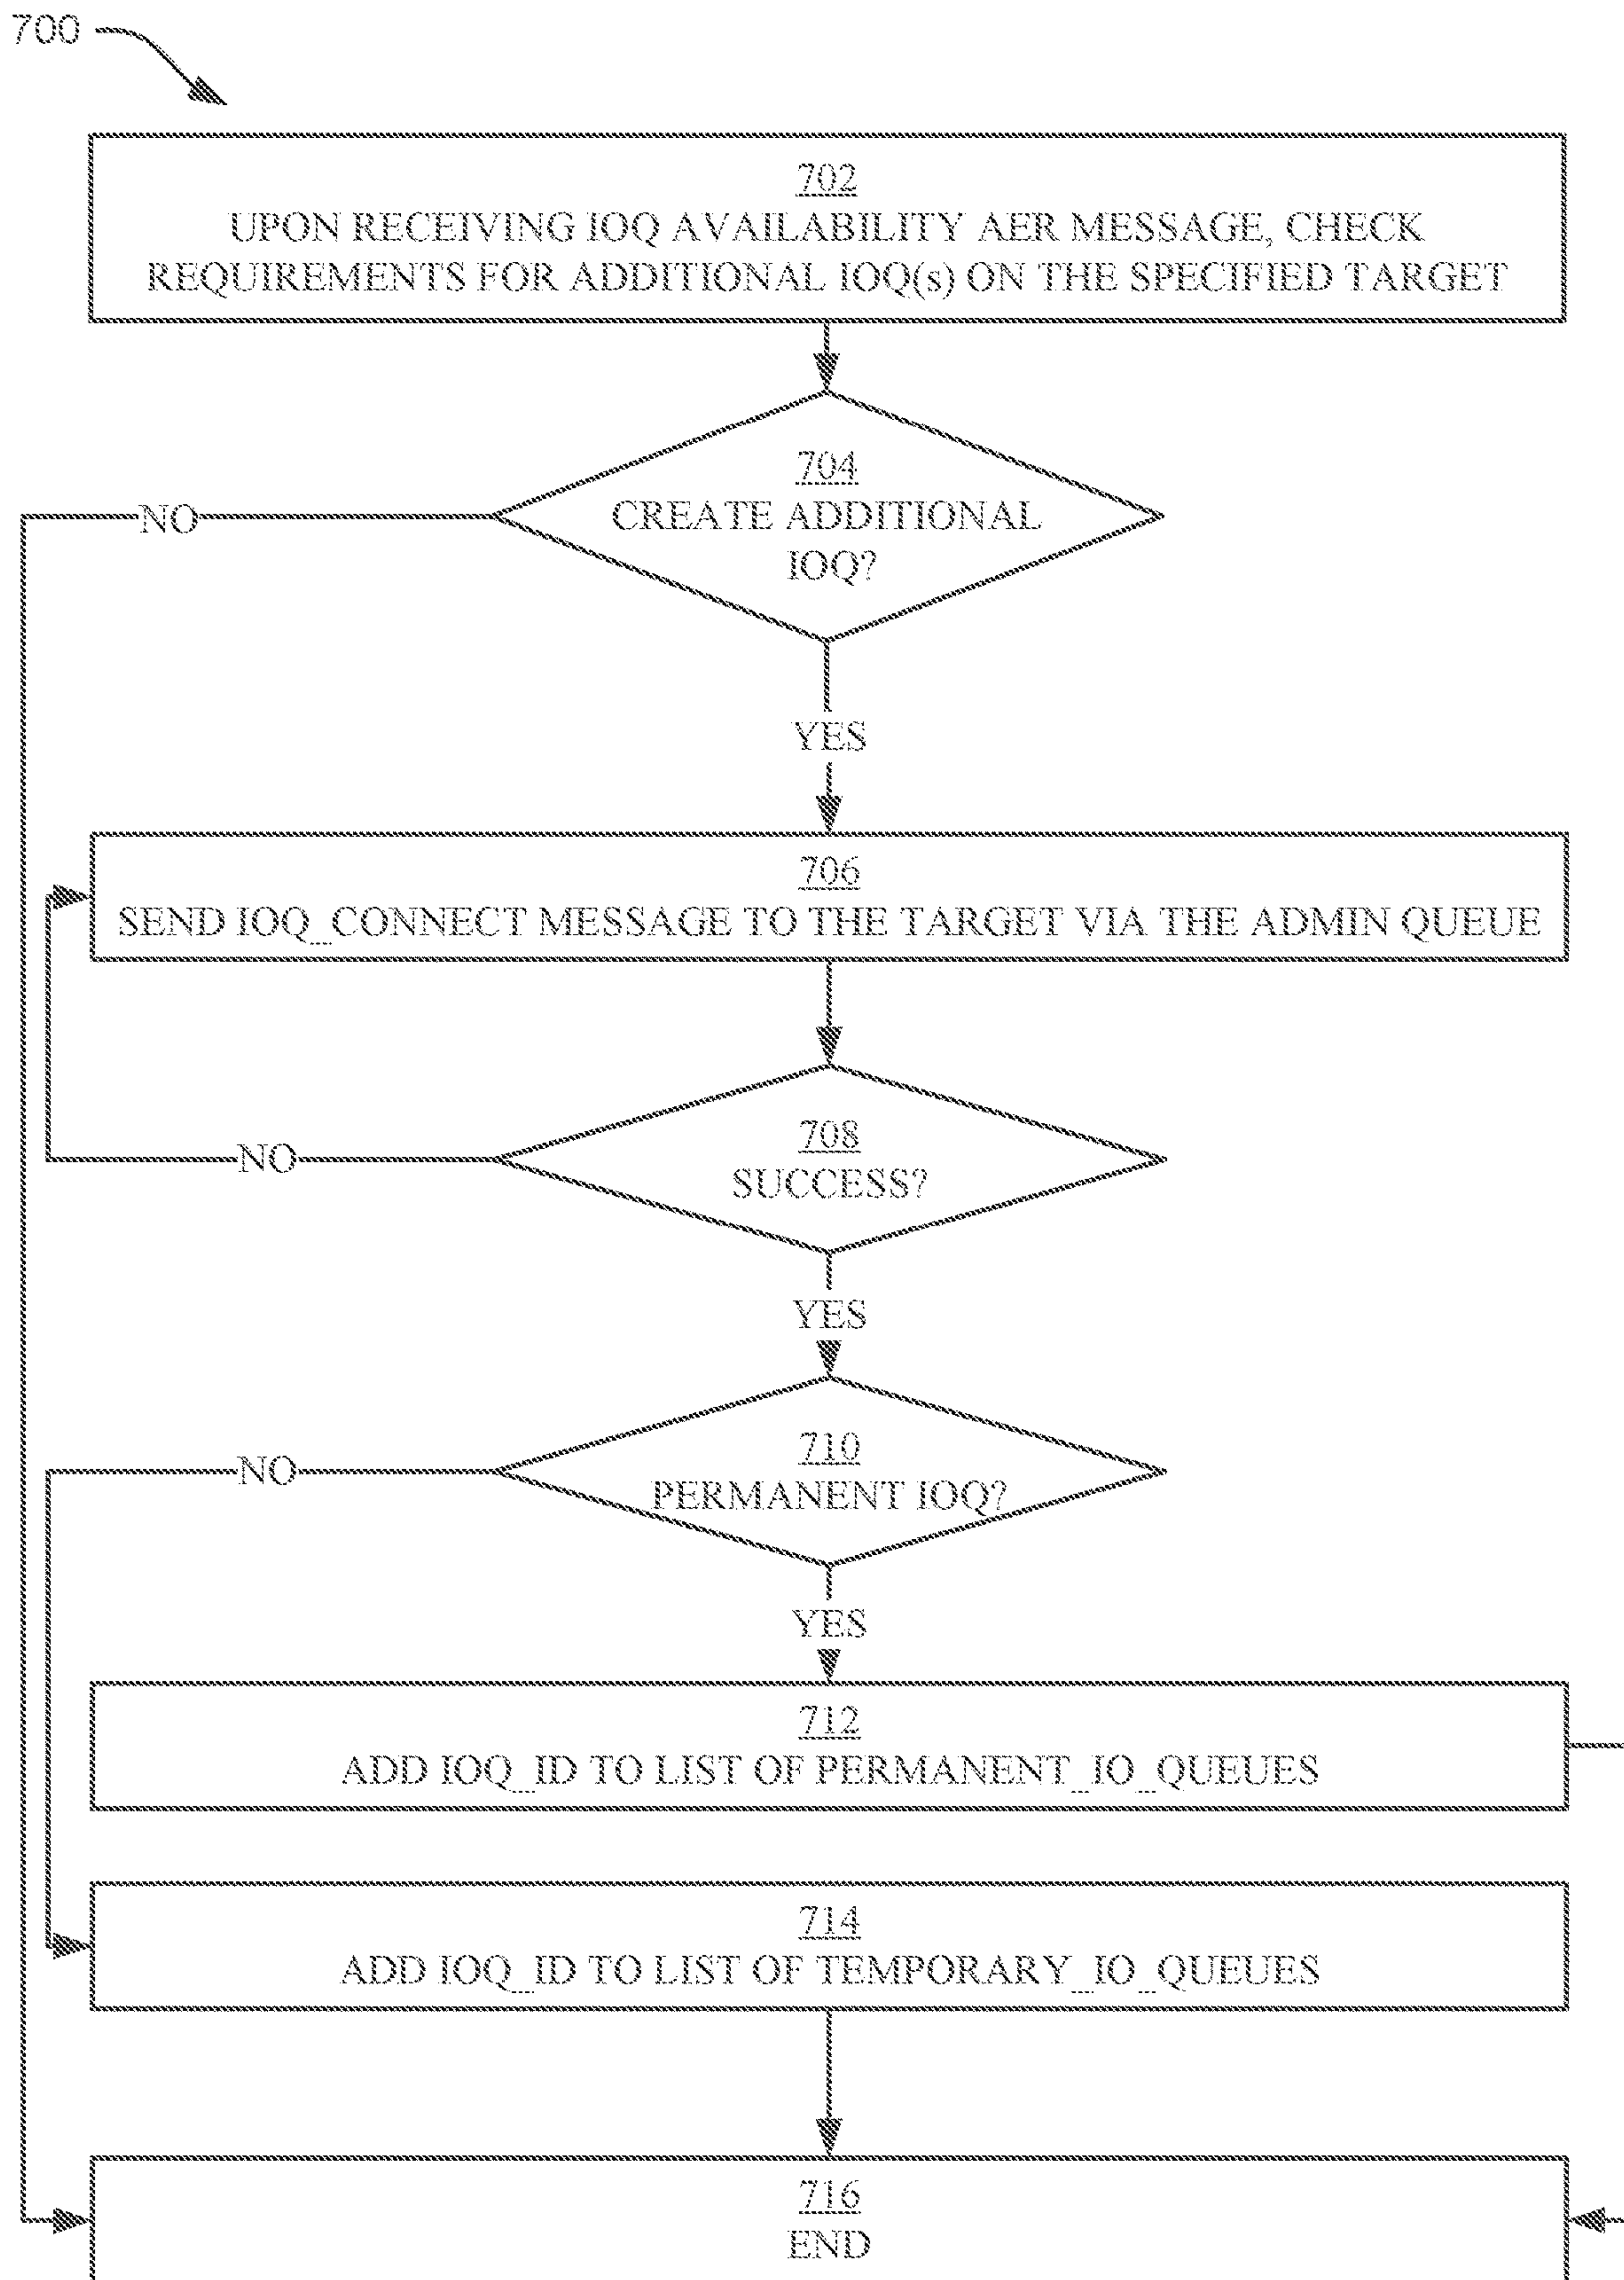 700
702
UPON RECEIVING IOQ AVAILABILITY AER MESSAGE, CHECK
REQUIREMENTS FOR ADDITIONAL IOQ(s) ON THE SPECIFIED TARGET
704
CREATE ADDITIONAL
IOQ?
NO
YES
706
SEND IOQ_CONNECT MESSAGE TO THE TARGET VIA THE ADMIN QUEUE
708
SUCCESS?
NO
YES
710
PERMANENT IOQ?
NO
YES
712
ADD IOQ_ID TO LIST OF PERMANENT_IO_QUEUES
714
ADD IOQ_ID TO LIST OF TEMPORARY_IO_QUEUES
716
END